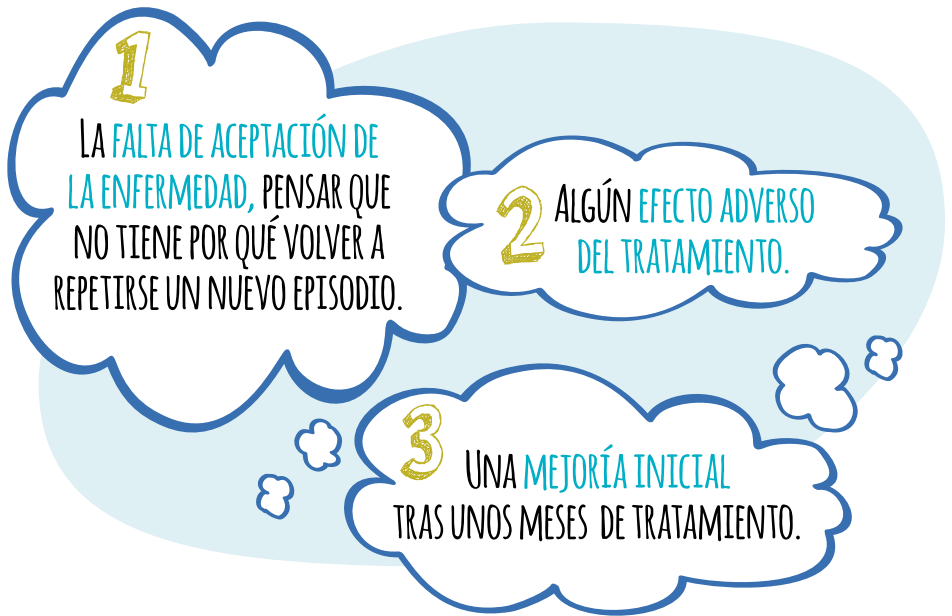 1
La falta de aceptación de
la enfermedad, pensar que
no tiene por qué volver a
repetirse un nuevo episodio.
2
Algún efecto adverso
del tratamiento.
3
Una mejoría inicial
tras unos meses de tratamiento.